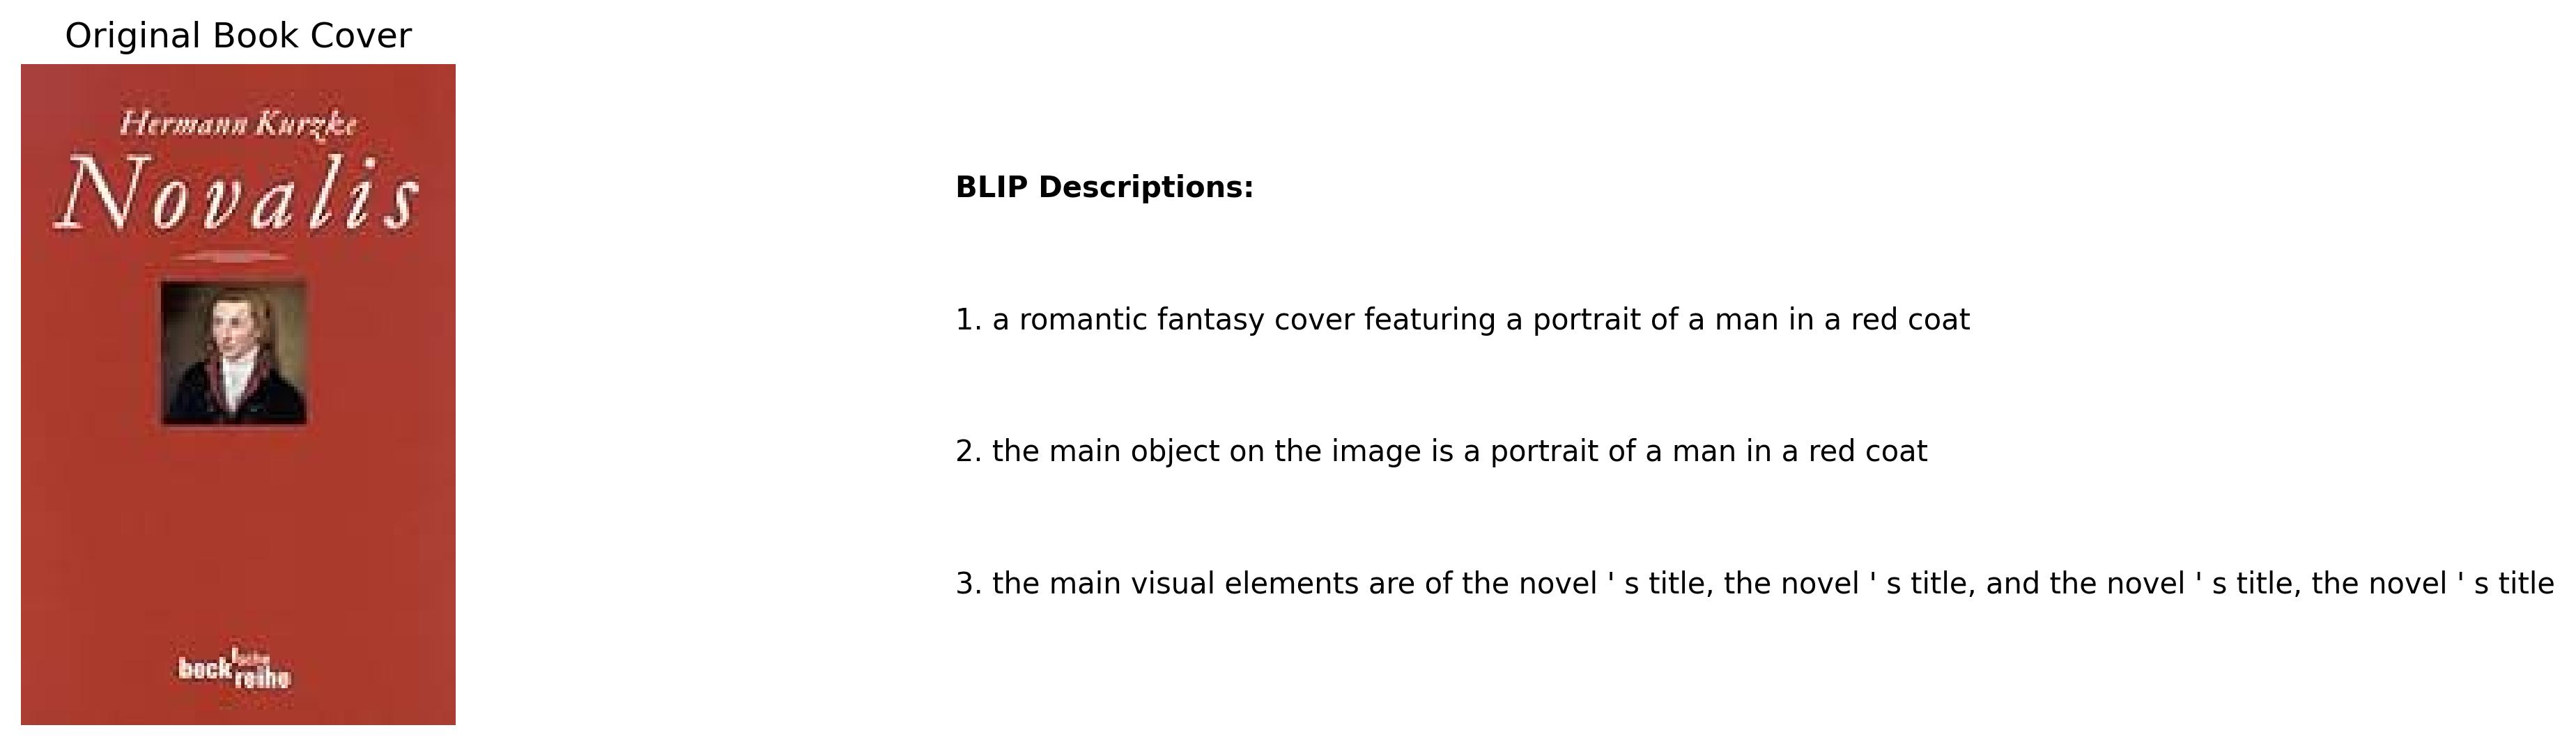 Original Book Cover
Hermann Kurzke
Novalis
beck'sche
reihe
BLIP Descriptions:
1. a romantic fantasy cover featuring a portrait of a man in a red coat
2. the main object on the image is a portrait of a man in a red coat
3. the main visual elements are of the novel ' s title, the novel ' s title, and the novel ' s title, the novel ' s title